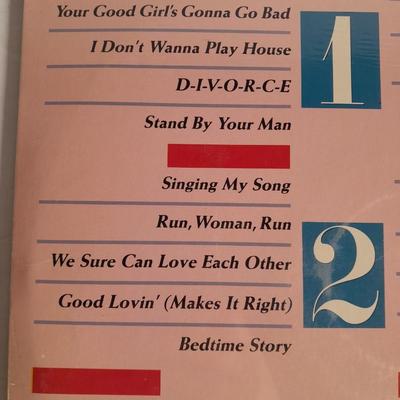 Your Good Girl's Gonna Go Bad
I Don't Wanna Play House
D-I-V-O-R-C-E
Stand By Your Man
1
Singing My Song
Run, Woman, Run
We Sure Can Love Each Other
Good Lovin' (Makes It Right)
Bedtime Story
2